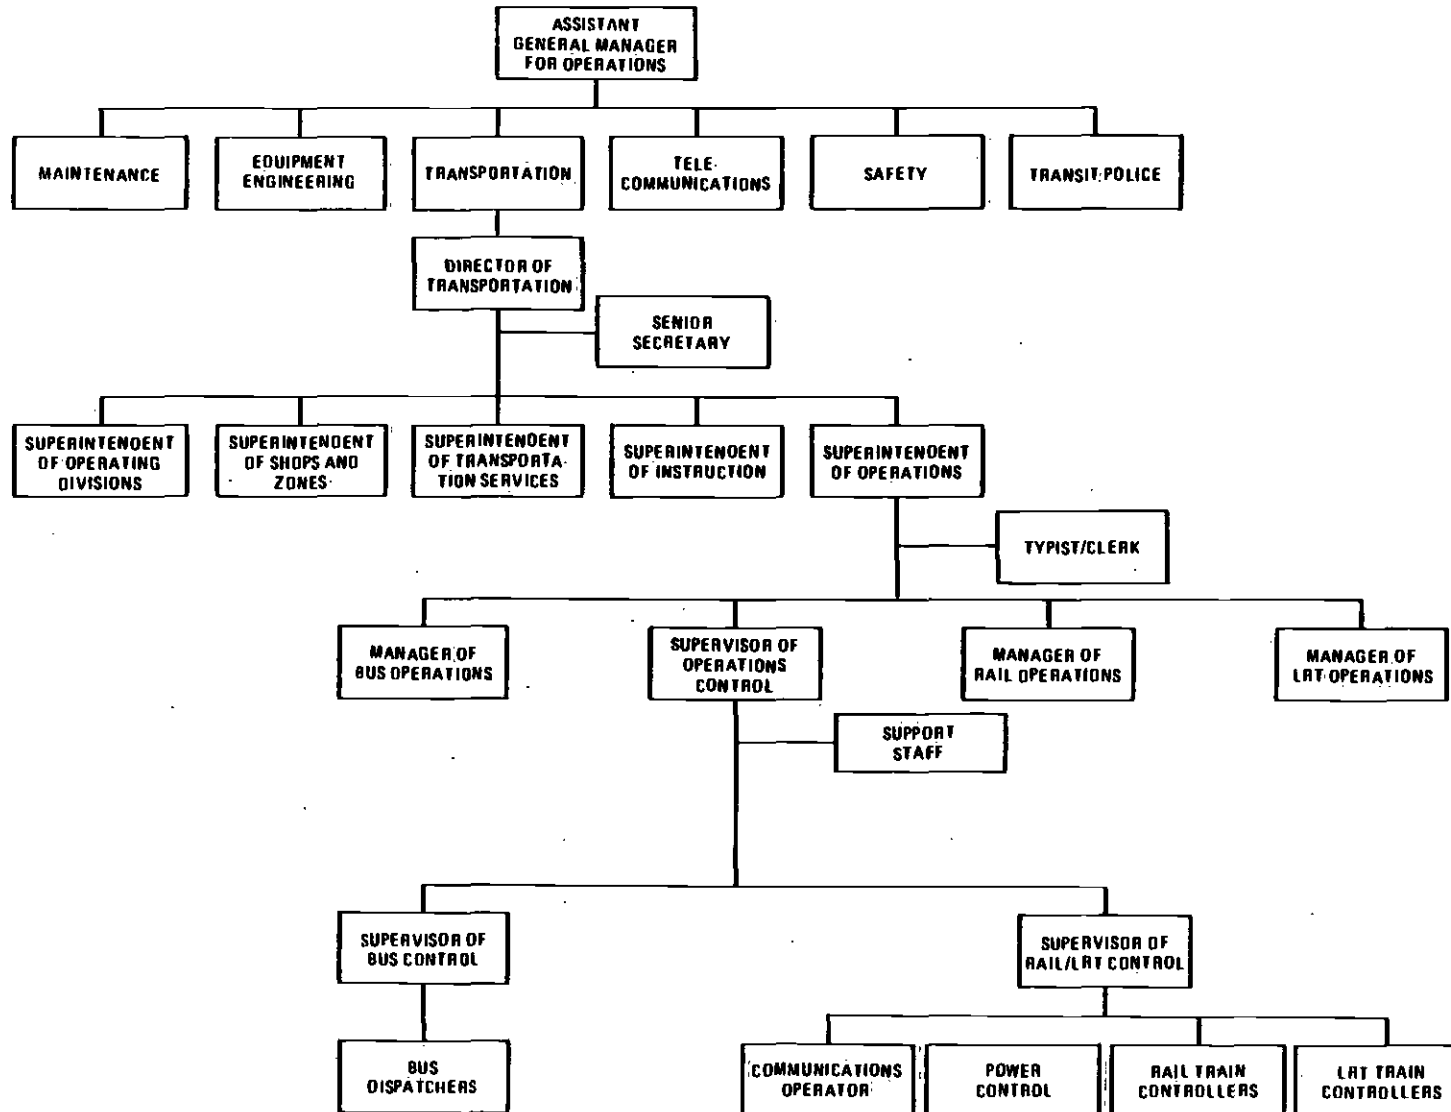 ASSISTANT
GENERAL MANAGER
FOR OPERATIONS
MAINTENANCE
EQUIPMENT
ENGINEERING
TRANSPORTATION
TELE-
COMMUNICATIONS
SAFETY
TRANSIT POLICE
DIRECTOR OF
TRANSPORTATION
SENIOR
SECRETARY
SUPERINTENDENT
OF OPERATING
DIVISIONS
SUPERINTENDENT
OF SHOPS AND
ZONES
SUPERINTENDENT
OF TRANSPORTA-
TION SERVICES
SUPERINTENDENT
OF INSTRUCTION
SUPERINTENDENT
OF OPERATIONS
TYPIST/CLERK
MANAGER OF
BUS OPERATIONS
SUPERVISOR OF
OPERATIONS
CONTROL
MANAGER OF
RAIL OPERATIONS
MANAGER OF
LRT OPERATIONS
SUPPORT
STAFF
SUPERVISOR OF
BUS CONTROL
SUPERVISOR OF
RAIL/LRT CONTROL
BUS
DISPATCHERS
COMMUNICATIONS
OPERATOR
POWER
CONTROL
RAIL TRAIN
CONTROLLERS
LRT TRAIN
CONTROLLERS